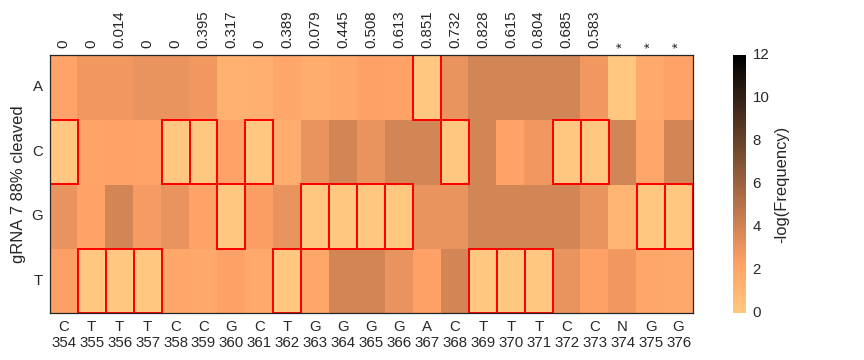 0 0 0.014 0 0 0.395 0.317 0 0.389 0.079 0.445 0.508 0.613 0.851 0.732 0.828 0.615 0.804 0.685 0.583 * * *
gRNA 7 88% cleaved
A
C
G
T
C T T T C C G C T G G G G A C T T T C C N G G
354 355 356 357 358 359 360 361 362 363 364 365 366 367 368 369 370 371 372 373 374 375 376
12
10
8
6
4
2
0
-log(Frequency)